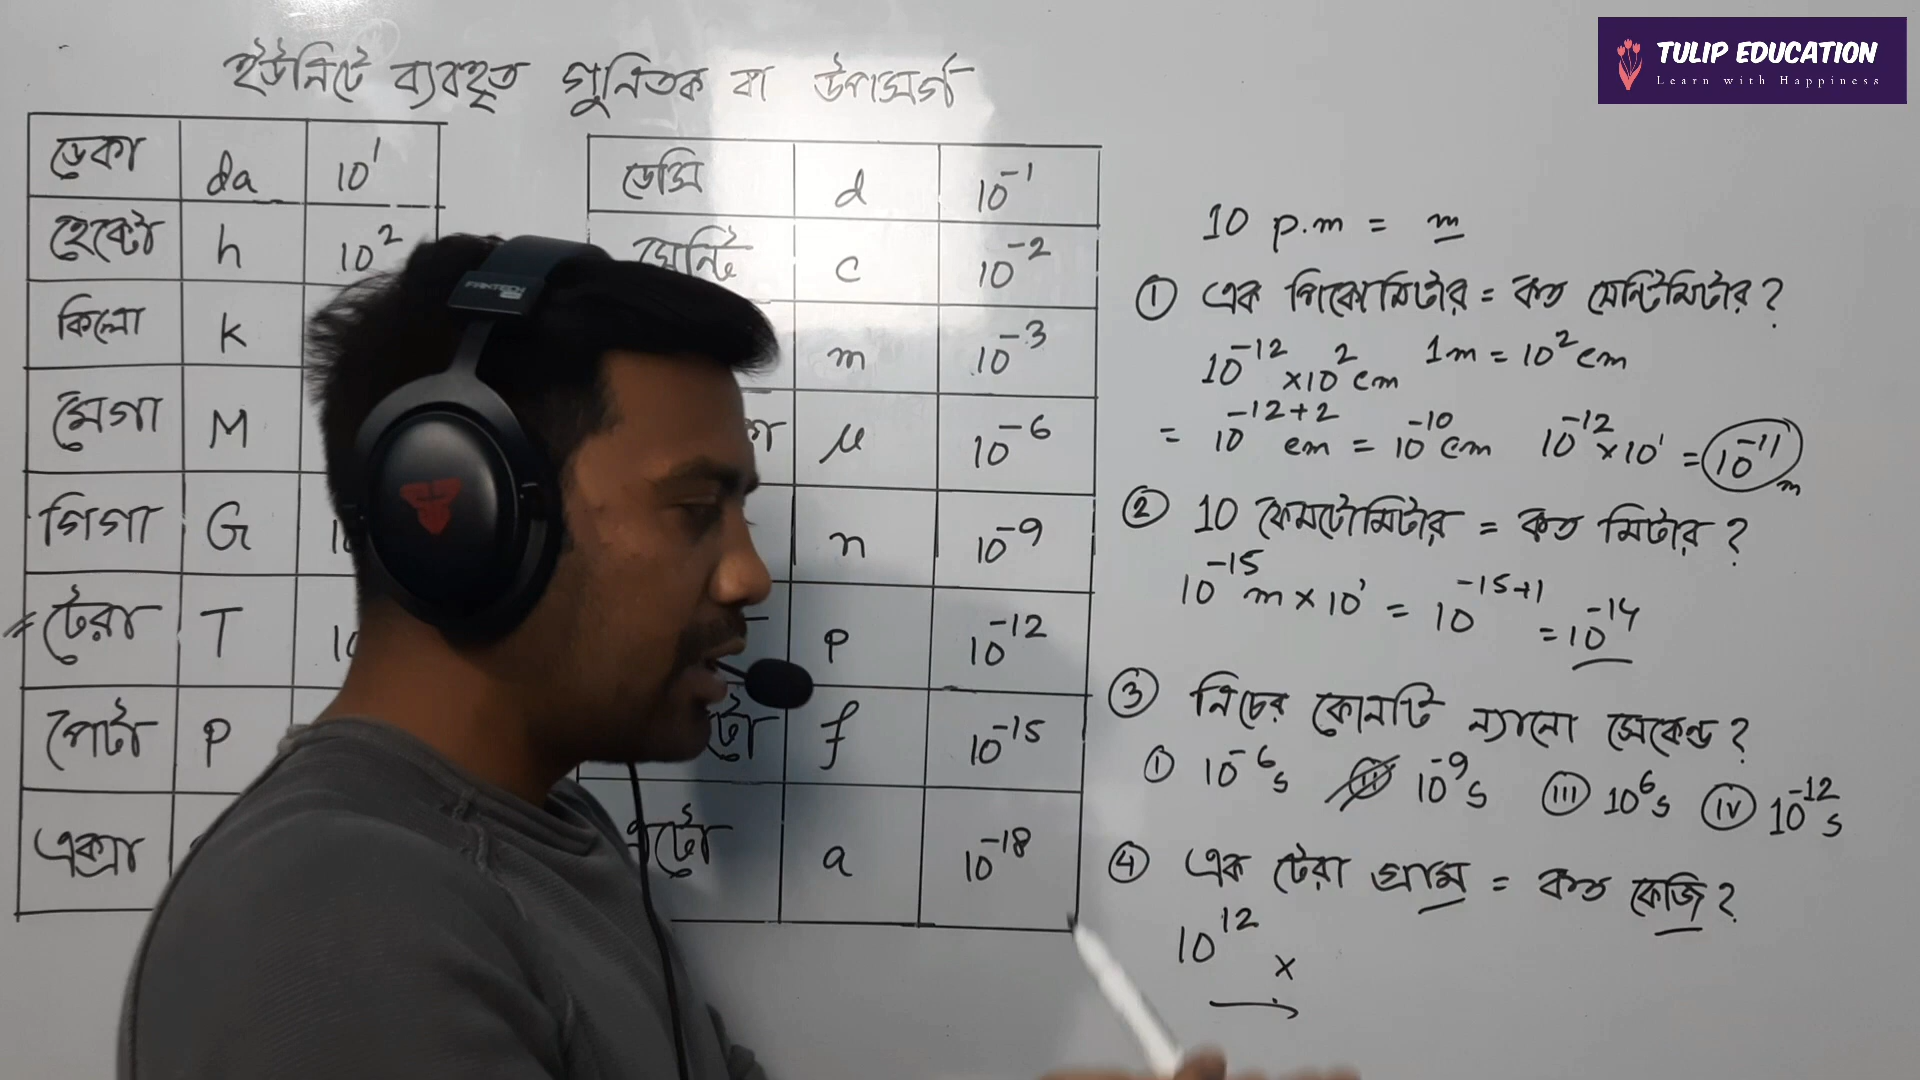 TULIP EDUCATION
Learn with Happiness
ইউনিটে ব্যবহৃত গুনিতক বা উপসর্গ
ডেকা da 10¹
হেক্টো h 10²
কিলো k
মেগা M
গিগা G
টেরা T
পেটা P
এক্সা
ডেসি d 10⁻¹
সেন্টি c 10⁻²
m 10⁻³
μ 10⁻⁶
n 10⁻⁹
p 10⁻¹²
f 10⁻¹⁵
a 10⁻¹⁸
10 p.m = m
① এক পিকোমিটার = কত সেন্টিমিটার?
10⁻¹² ×10² cm 1m = 10² cm
= 10⁻¹²⁺² cm = 10⁻¹⁰ cm 10⁻¹² ×10¹ = 10⁻¹¹ m
② 10 ফেমটোমিটার = কত মিটার?
10⁻¹⁵ m × 10¹ = 10⁻¹⁵⁺¹ = 10⁻¹⁴
③ নিচের কোনটি ন্যানো সেকেন্ড?
ⓘ 10⁻⁶ s ⓘⓘ 10⁻⁹ s ⓘⓘⓘ 10⁶ s ⓘⓥ 10⁻¹² s
④ এক টেরা গ্রাম = কত কেজি?
10¹² ×